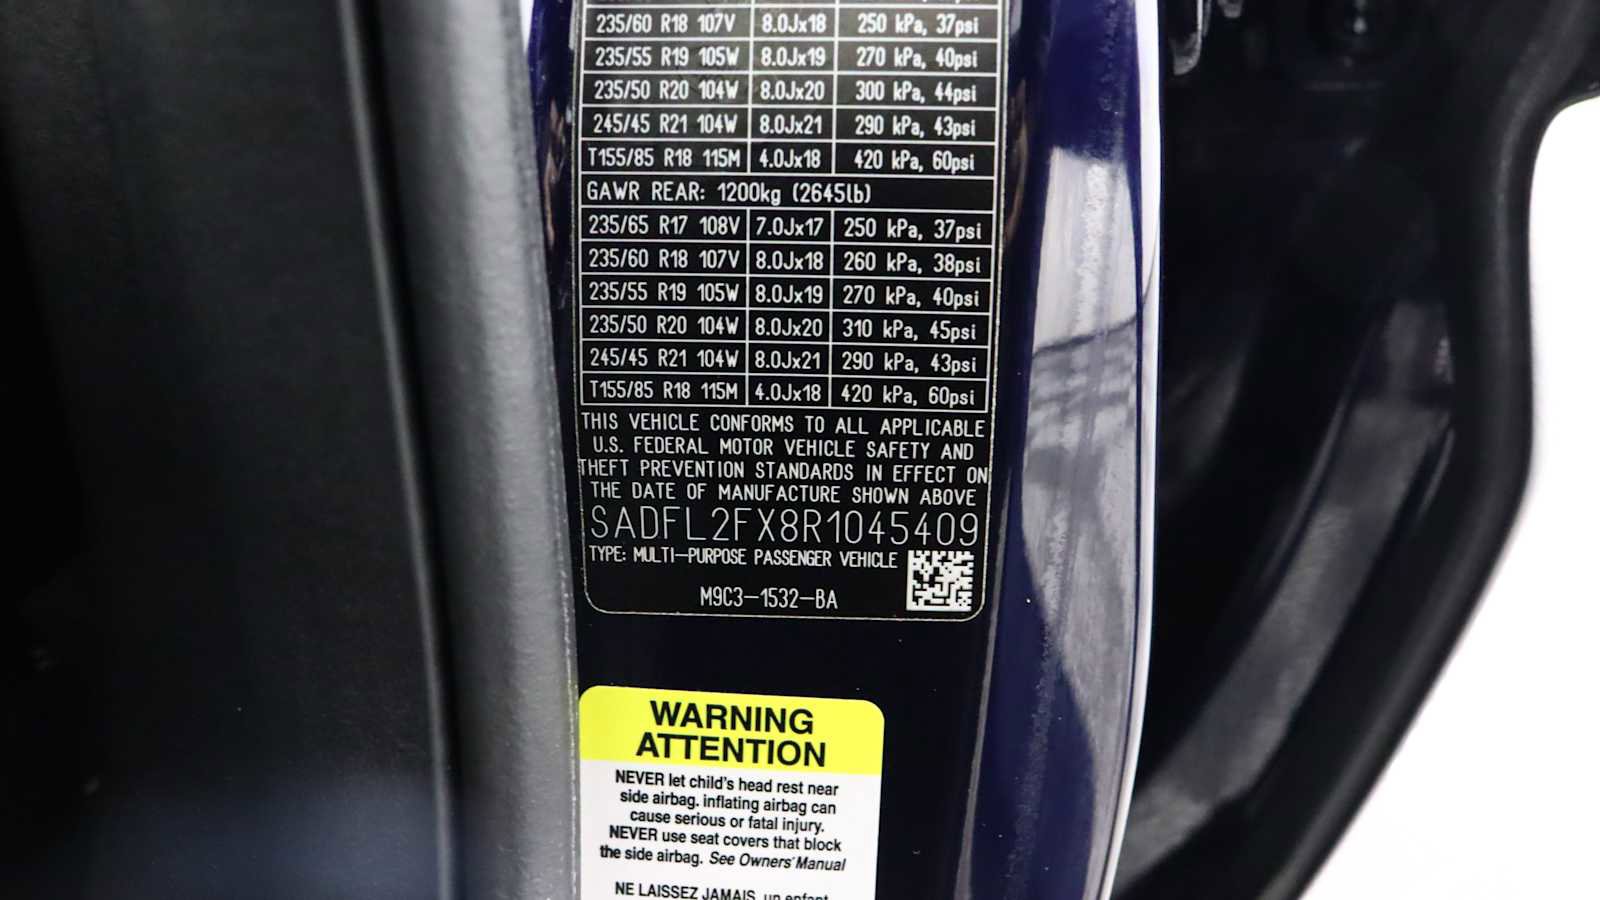 235/60 R18 107V 8.0Jx18 250 kPa, 37psi
235/55 R19 105W 8.0Jx19 270 kPa, 40psi
235/50 R20 104W 8.0Jx20 300 kPa, 44psi
245/45 R21 104W 8.0Jx21 290 kPa, 43psi
T155/85 R18 115M 4.0Jx18 420 kPa, 60psi
GAWR REAR: 1200kg (2645lb)
235/65 R17 108V 7.0Jx17 250 kPa, 37psi
235/60 R18 107V 8.0Jx18 260 kPa, 38psi
235/55 R19 105W 8.0Jx19 270 kPa, 40psi
235/50 R20 104W 8.0Jx20 310 kPa, 45psi
245/45 R21 104W 8.0Jx21 290 kPa, 43psi
T155/85 R18 115M 4.0Jx18 420 kPa, 60psi
THIS VEHICLE CONFORMS TO ALL APPLICABLE
U.S. FEDERAL MOTOR VEHICLE SAFETY AND
THEFT PREVENTION STANDARDS IN EFFECT ON
THE DATE OF MANUFACTURE SHOWN ABOVE
SADFL2FX8R1045409
TYPE: MULTI-PURPOSE PASSENGER VEHICLE
M9C3-1532-BA
WARNING
ATTENTION
NEVER let child's head rest near
side airbag. inflating airbag can
cause serious or fatal injury.
NEVER use seat covers that block
the side airbag. See Owners' Manual
NE LAISSEZ JAMAIS, un enfant